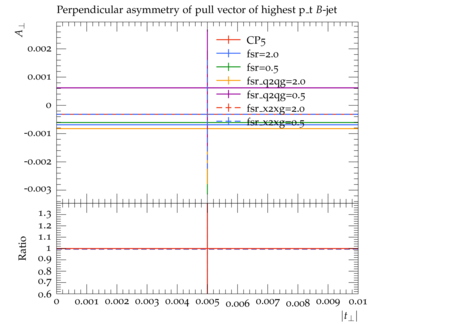 Perpendicular asymmetry of pull vector of highest p_t B-jet
A⊥
0.002
0.001
0
-0.001
-0.002
-0.003
CP5
fsr=2.0
fsr=0.5
fsr_q2qg=2.0
fsr_q2qg=0.5
fsr_x2xg=2.0
fsr_x2xg=0.5
Ratio
1.3
1.2
1.1
1
0.9
0.8
0.7
0.6
0 0.001 0.002 0.003 0.004 0.005 0.006 0.007 0.008 0.009 0.01
|t⊥|